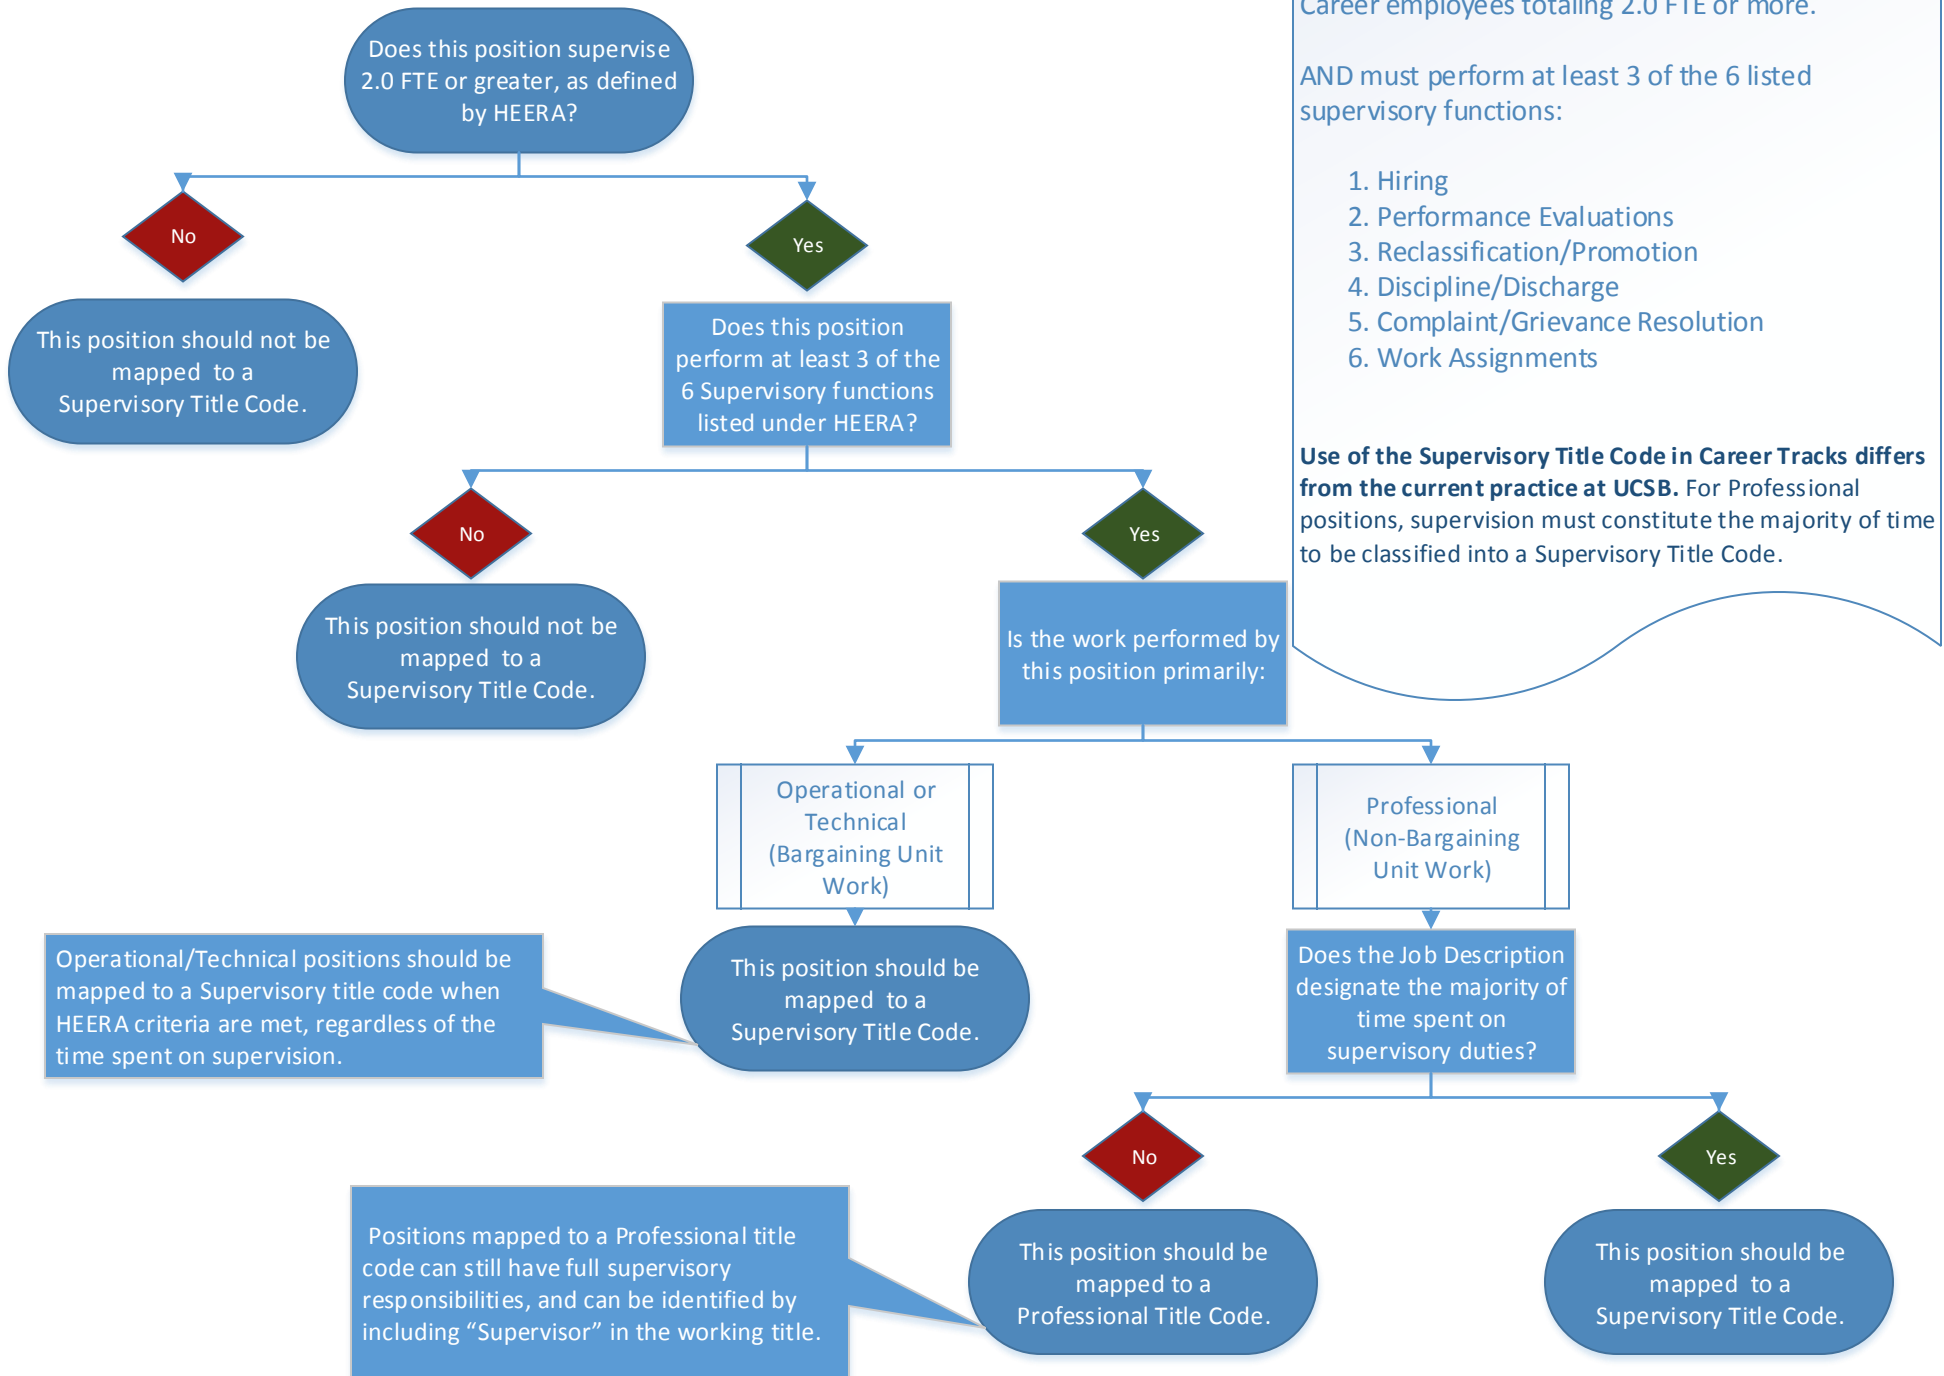 Does this position supervise
2.0 FTE or greater, as defined
by HEERA?
Career employees totaling 2.0 FTE or more.
AND must perform at least 3 of the 6 listed
supervisory functions:
1. Hiring
2. Performance Evaluations
3. Reclassification/Promotion
4. Discipline/Discharge
5. Complaint/Grievance Resolution
6. Work Assignments
Use of the Supervisory Title Code in Career Tracks differs
from the current practice at UCSB. For Professional
positions, supervision must constitute the majority of time
to be classified into a Supervisory Title Code.
No
Yes
This position should not be
mapped to a
Supervisory Title Code.
Does this position
perform at least 3 of the
6 Supervisory functions
listed under HEERA?
No
Yes
This position should not be
mapped to a
Supervisory Title Code.
Is the work performed by
this position primarily:
Operational or
Technical
(Bargaining Unit
Work)
Professional
(Non-Bargaining
Unit Work)
Operational/Technical positions should be
mapped to a Supervisory title code when
HEERA criteria are met, regardless of the
time spent on supervision.
This position should be
mapped to a
Supervisory Title Code.
Does the Job Description
designate the majority of
time spent on
supervisory duties?
No
Yes
Positions mapped to a Professional title
code can still have full supervisory
responsibilities, and can be identified by
including “Supervisor” in the working title.
This position should be
mapped to a
Professional Title Code.
This position should be
mapped to a
Supervisory Title Code.